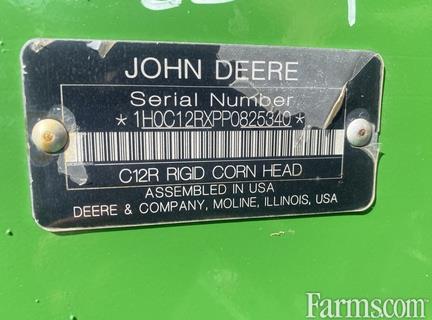 JOHN DEERE
Serial Number
*1H0C12RXPP0825340*
C12R RIGID CORN HEAD
ASSEMBLED IN USA
DEERE & COMPANY, MOLINE, ILLINOIS, USA
Farms.com